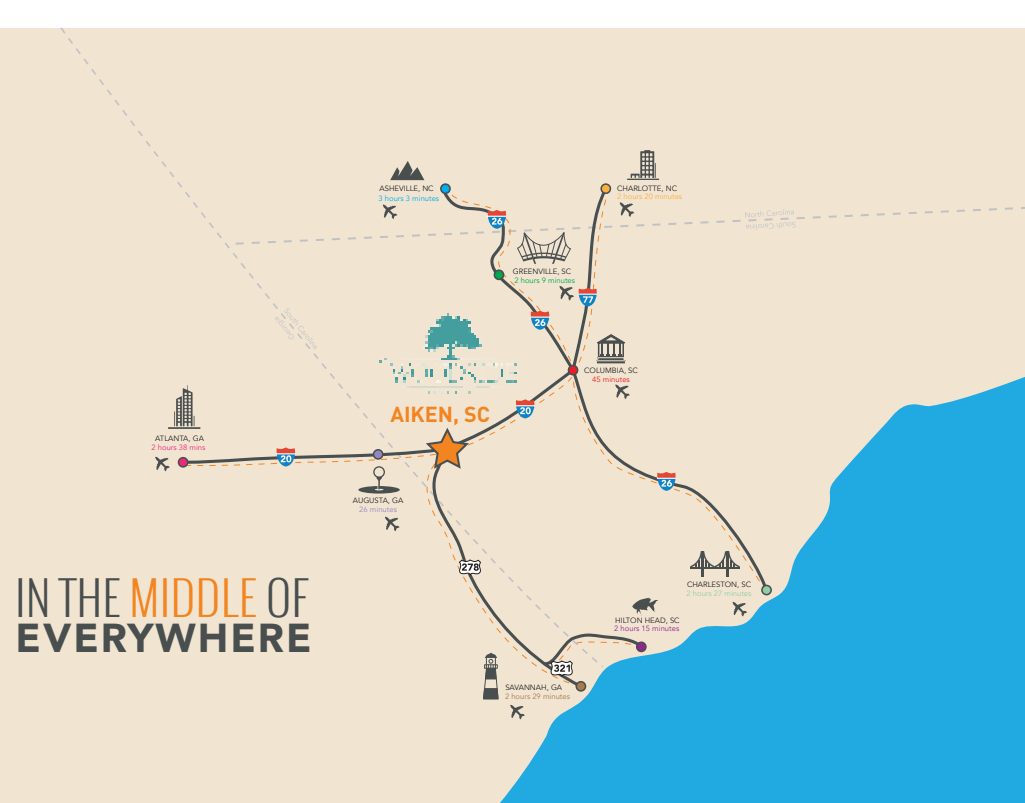 ASHEVILLE, NC
3 hours 3 minutes
26
CHARLOTTE, NC
2 hours 20 minutes
North Carolina
South Carolina
GREENVILLE, SC
2 hours 9 minutes
77
26
South Carolina
Georgia
COLUMBIA, SC
45 minutes
AIKEN, SC
20
ATLANTA, GA
2 hours 38 mins
20
AUGUSTA, GA
26 minutes
26
278
CHARLESTON, SC
2 hours 27 minutes
HILTON HEAD, SC
2 hours 15 minutes
321
SAVANNAH, GA
2 hours 29 minutes
IN THE MIDDLE OF
EVERYWHERE